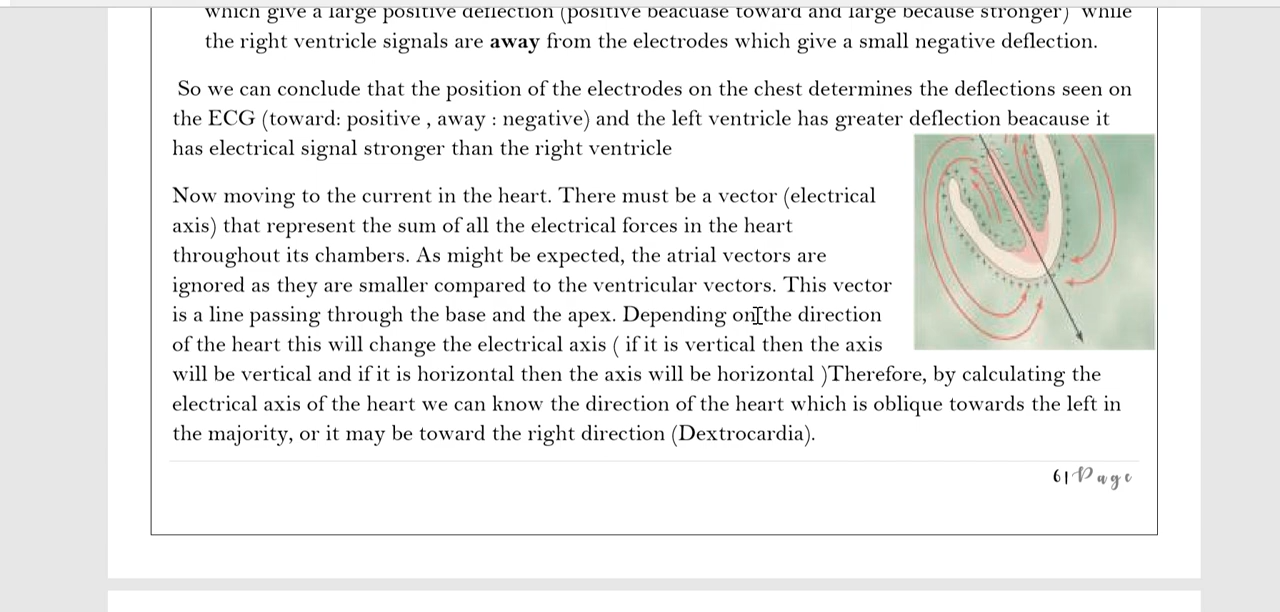 which give a large positive deflection (positive beacuase toward and large because stronger) while
the right ventricle signals are away from the electrodes which give a small negative deflection.
So we can conclude that the position of the electrodes on the chest determines the deflections seen on
the ECG (toward: positive , away : negative) and the left ventricle has greater deflection beacause it
has electrical signal stronger than the right ventricle
Now moving to the current in the heart. There must be a vector (electrical
axis) that represent the sum of all the electrical forces in the heart
throughout its chambers. As might be expected, the atrial vectors are
ignored as they are smaller compared to the ventricular vectors. This vector
is a line passing through the base and the apex. Depending on the direction
of the heart this will change the electrical axis ( if it is vertical then the axis
will be vertical and if it is horizontal then the axis will be horizontal )Therefore, by calculating the
electrical axis of the heart we can know the direction of the heart which is oblique towards the left in
the majority, or it may be toward the right direction (Dextrocardia).
6|Page